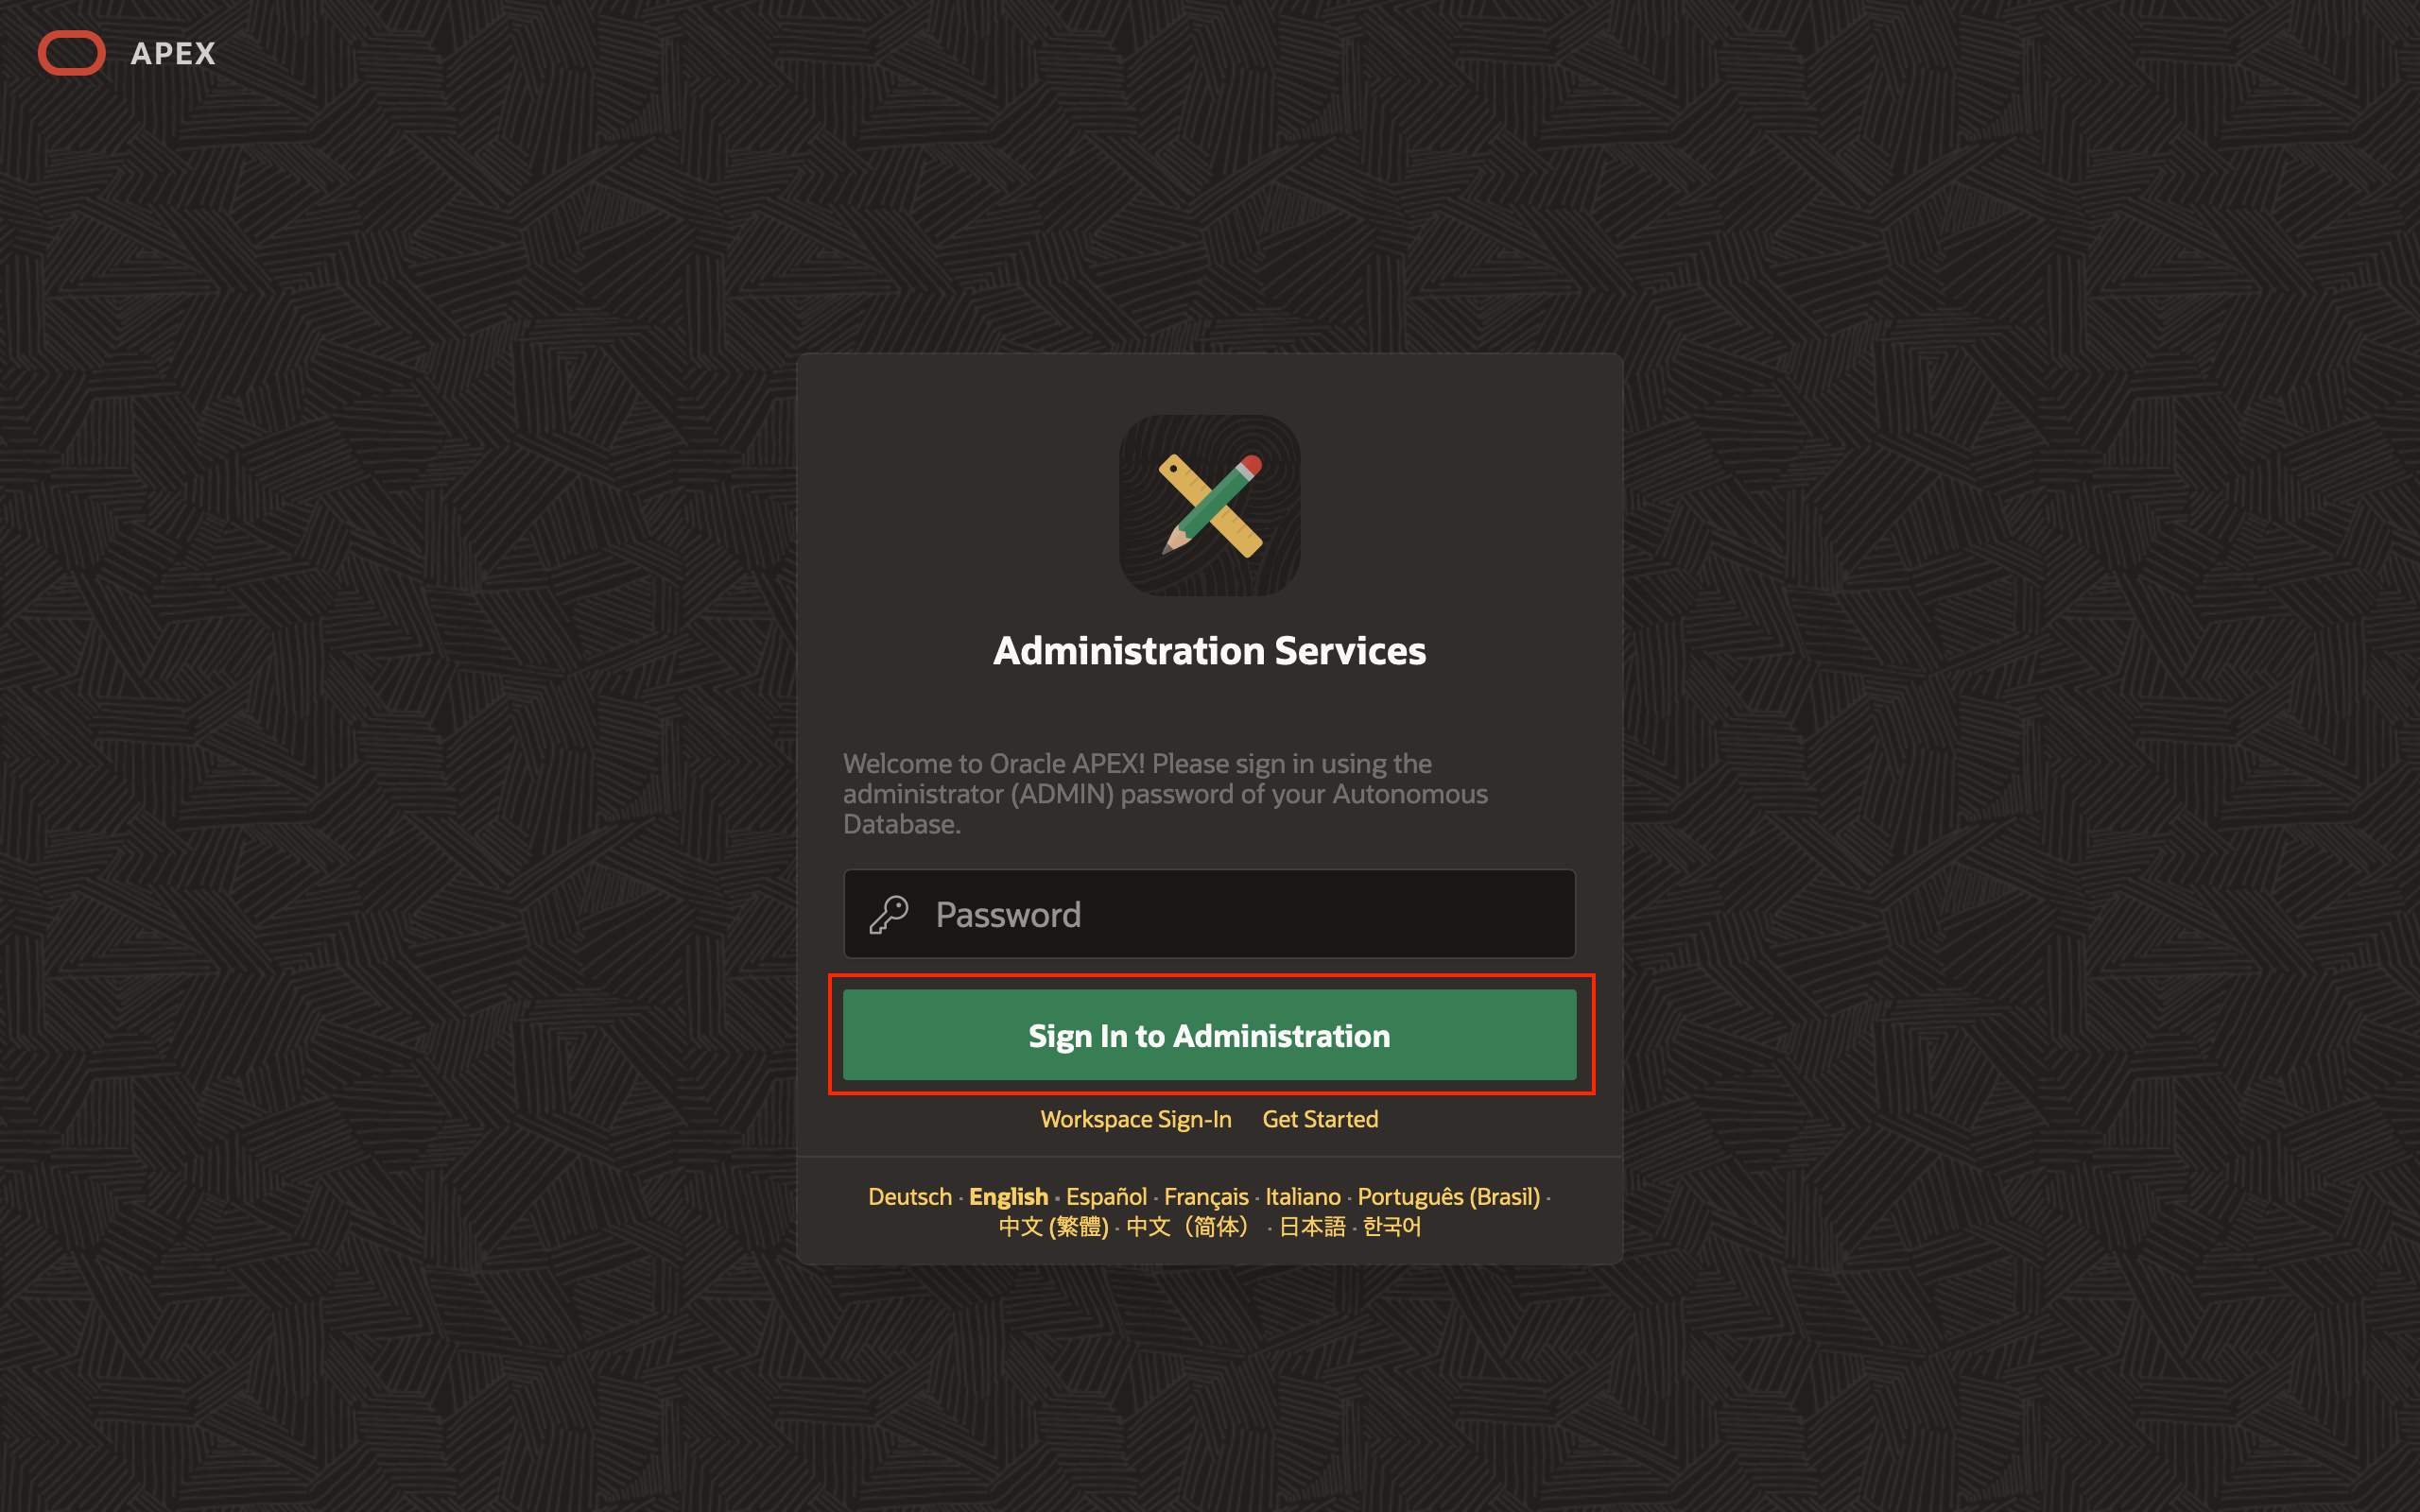 APEX
Administration Services
Welcome to Oracle APEX! Please sign in using the
administrator (ADMIN) password of your Autonomous
Database.
Password
Sign In to Administration
Workspace Sign-In Get Started
Deutsch · English · Español · Français · Italiano · Português (Brasil) ·
中文 (繁體) · 中文（简体） · 日本語 · 한국어